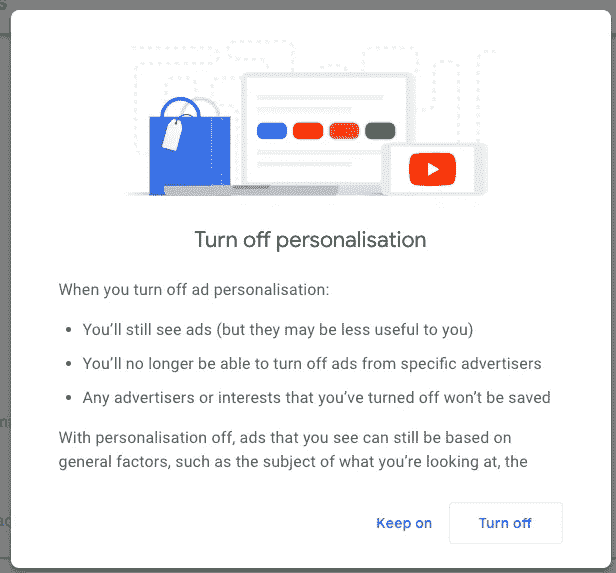 Turn off personalisation
When you turn off ad personalisation:
• You'll still see ads (but they may be less useful to you)
• You'll no longer be able to turn off ads from specific advertisers
• Any advertisers or interests that you've turned off won't be saved
With personalisation off, ads that you see can still be based on
general factors, such as the subject of what you're looking at, the
Keep on
Turn off